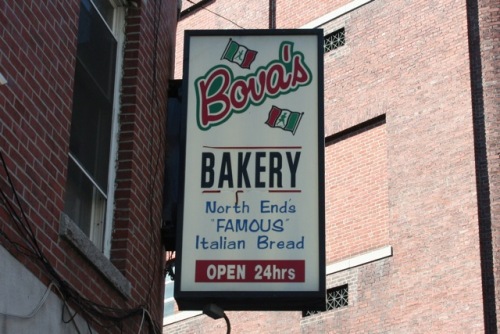 Bova's
BAKERY
North End's
"FAMOUS"
Italian Bread
OPEN 24hrs